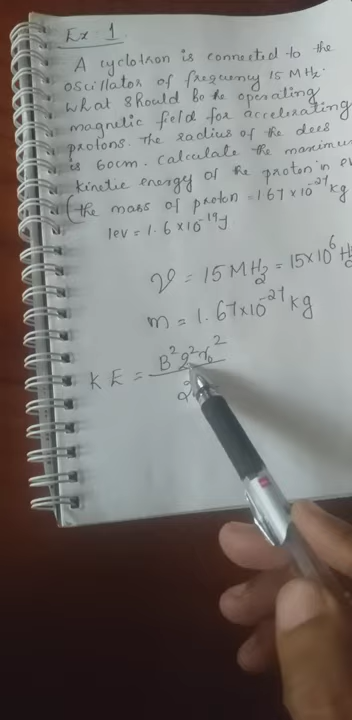 Ex. 1
A cyclotron is connected to the
oscillator of frequency 15 MHz.
What should be the operating
magnetic field for accelerating
protons. The radius of the dees
is 60cm. Calculate the maximum
kinetic energy of the proton in ev
(the mass of proton = 1.67×10⁻²⁷ kg
1ev = 1.6×10⁻¹⁹J
ν = 15 MHz = 15×10⁶ Hz
m = 1.67×10⁻²⁷ kg
KE = B²q²r₀² / 2